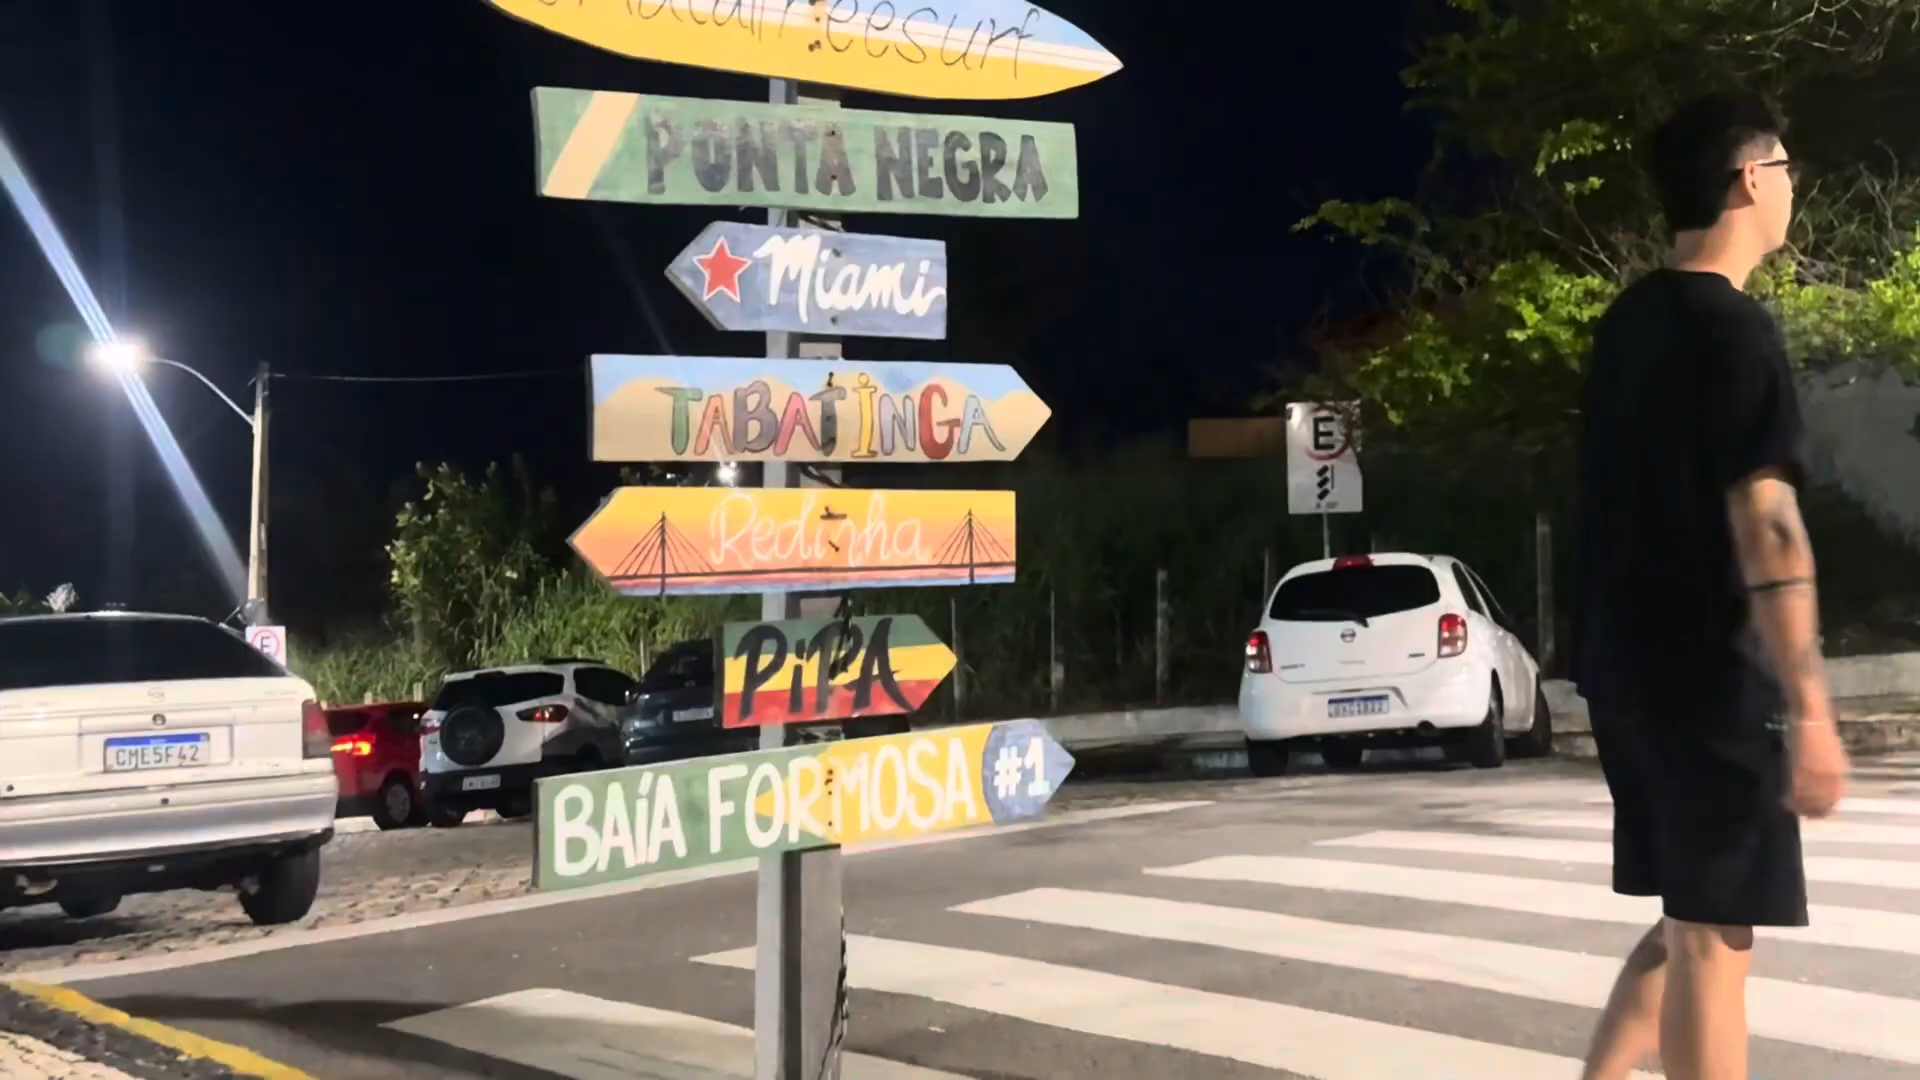 PONTA NEGRA
Miami
TABATINGA
Redinha
PiPA
BAÍA FORMOSA #1
E
E
CME5F42